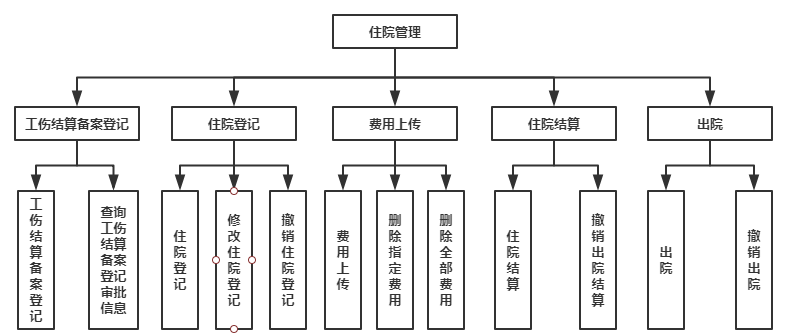 住院管理
工伤结算备案登记
住院登记
费用上传
住院结算
出院
工伤结算备案登记
查询工伤结算备案登记审批信息
住院登记
修改住院登记
撤销住院登记
费用上传
删除指定费用
删除全部费用
住院结算
撤销出院结算
出院
撤销出院